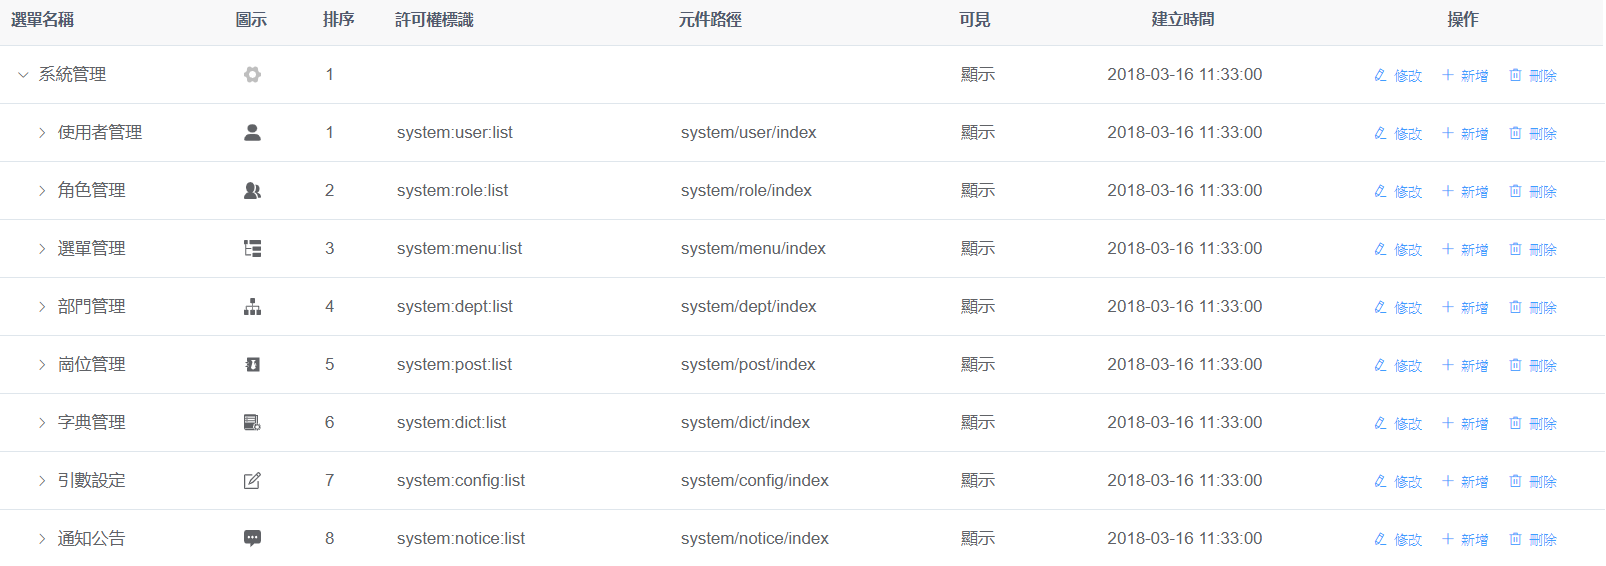 選單名稱 圖示 排序 許可權標識 元件路徑 可見 建立時間 操作
系統管理 1 顯示 2018-03-16 11:33:00 修改 新增 刪除
使用者管理 1 system:user:list system/user/index 顯示 2018-03-16 11:33:00 修改 新增 刪除
角色管理 2 system:role:list system/role/index 顯示 2018-03-16 11:33:00 修改 新增 刪除
選單管理 3 system:menu:list system/menu/index 顯示 2018-03-16 11:33:00 修改 新增 刪除
部門管理 4 system:dept:list system/dept/index 顯示 2018-03-16 11:33:00 修改 新增 刪除
崗位管理 5 system:post:list system/post/index 顯示 2018-03-16 11:33:00 修改 新增 刪除
字典管理 6 system:dict:list system/dict/index 顯示 2018-03-16 11:33:00 修改 新增 刪除
引數設定 7 system:config:list system/config/index 顯示 2018-03-16 11:33:00 修改 新增 刪除
通知公告 8 system:notice:list system/notice/index 顯示 2018-03-16 11:33:00 修改 新增 刪除